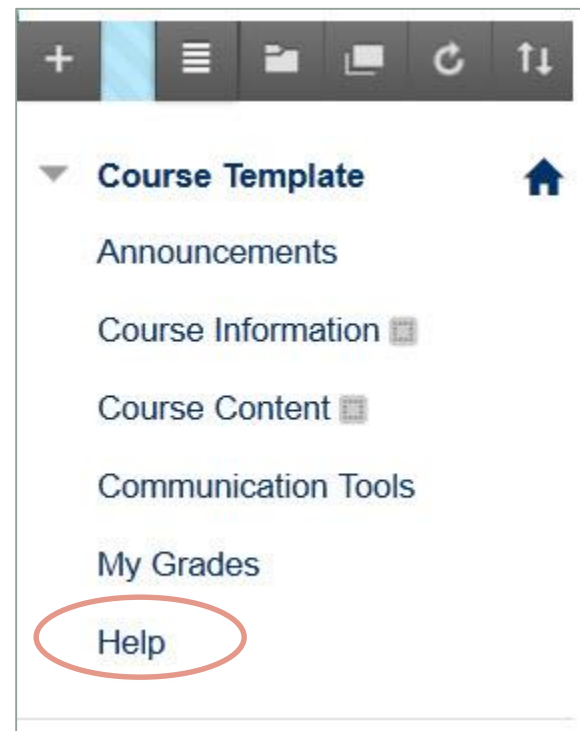 Course Template
Announcements
Course Information
Course Content
Communication Tools
My Grades
Help